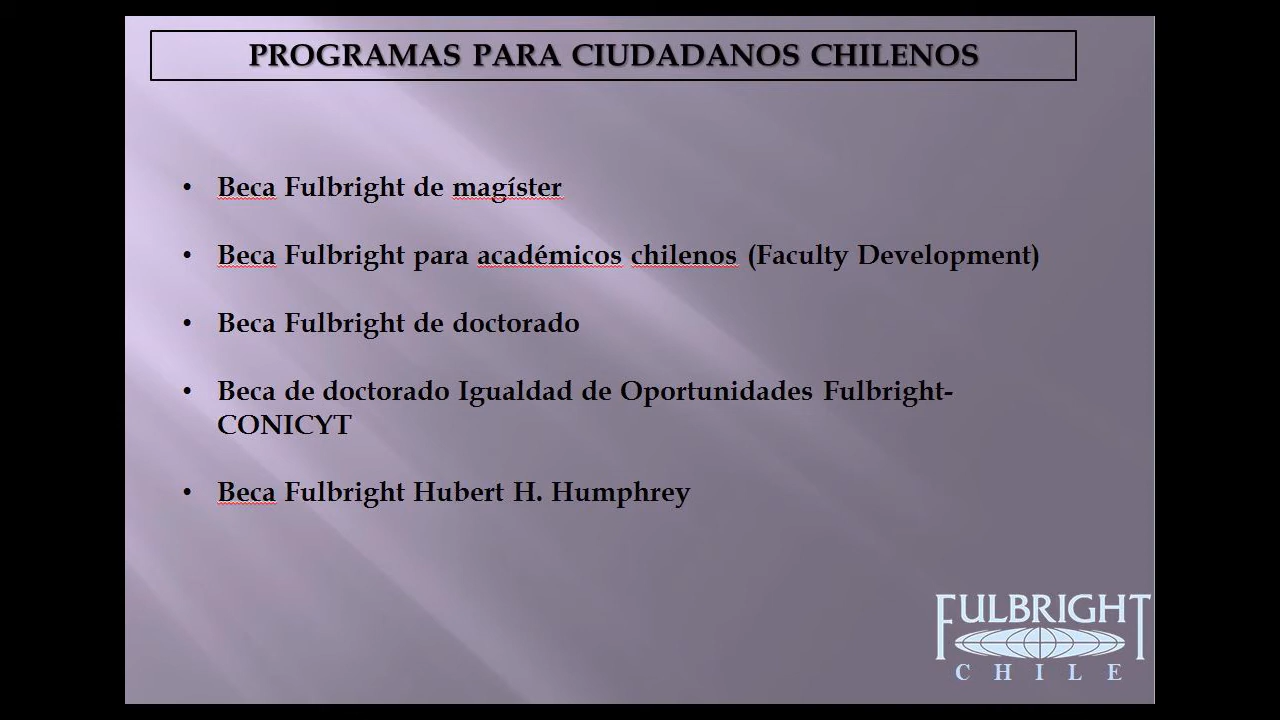 PROGRAMAS PARA CIUDADANOS CHILENOS
• Beca Fulbright de magíster
• Beca Fulbright para académicos chilenos (Faculty Development)
• Beca Fulbright de doctorado
• Beca de doctorado Igualdad de Oportunidades Fulbright-
CONICYT
• Beca Fulbright Hubert H. Humphrey
FULBRIGHT
CHILE